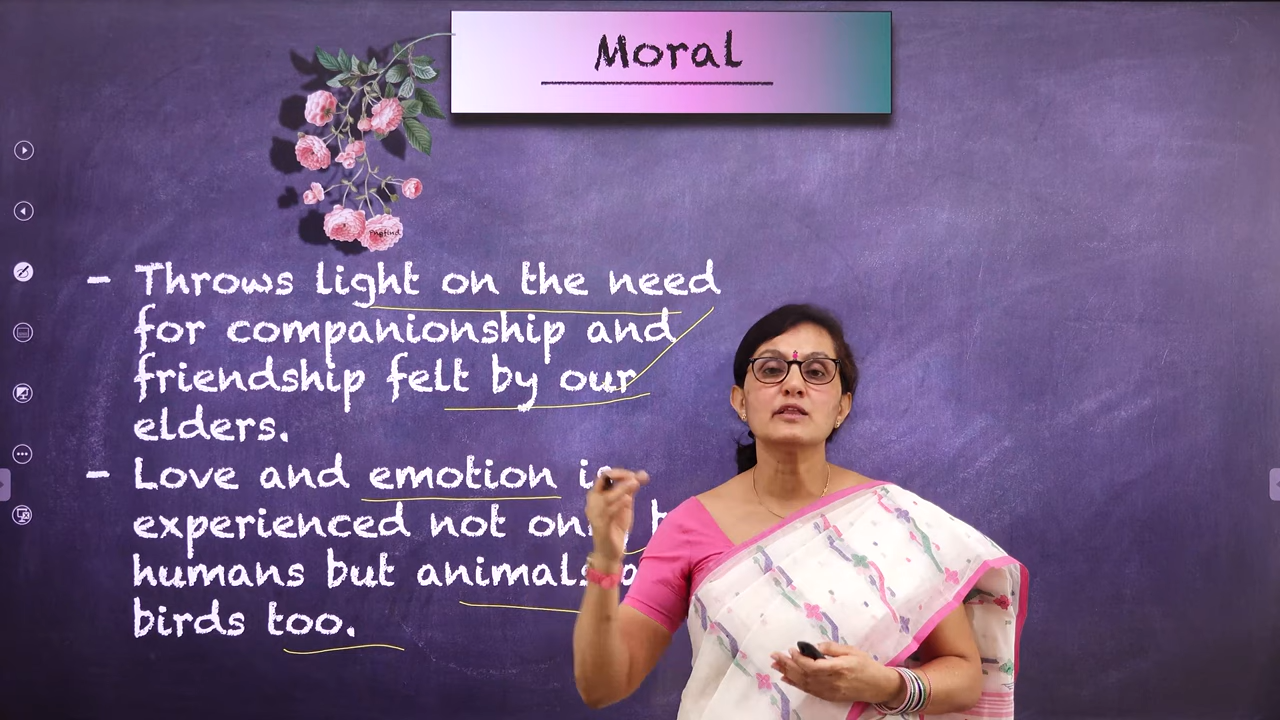 Moral
- Throws light on the need
for companionship and
friendship felt by our
elders.
- Love and emotion is
experienced not only
humans but animals
birds too.